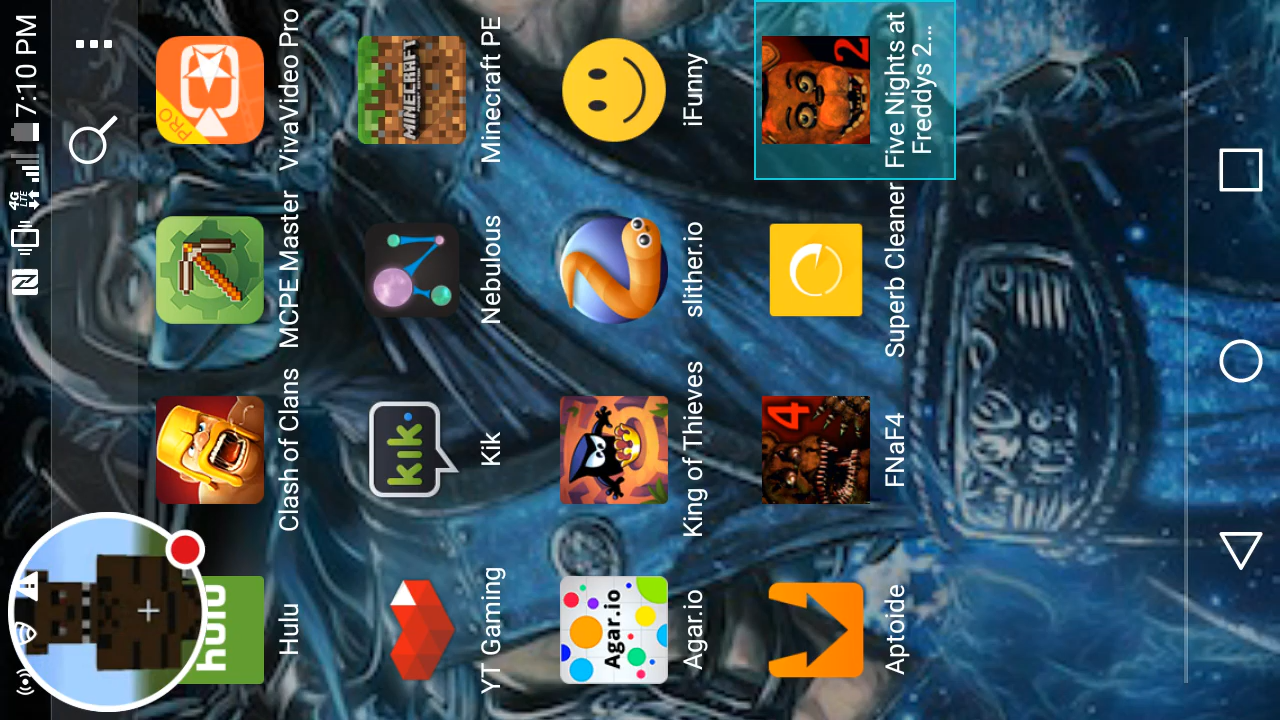 4G LTE 7:10 PM
hulu
Hulu
Clash of Clans
MCPE Master
PRO
VivaVideo Pro
YT Gaming
kik
Kik
Nebulous
MINECRAFT
Minecraft PE
Agar.io
Agar.io
King of Thieves
slither.io
iFunny
Aptoide
4
FNaF4
Superb Cleaner
2
Five Nights at
Freddys 2...